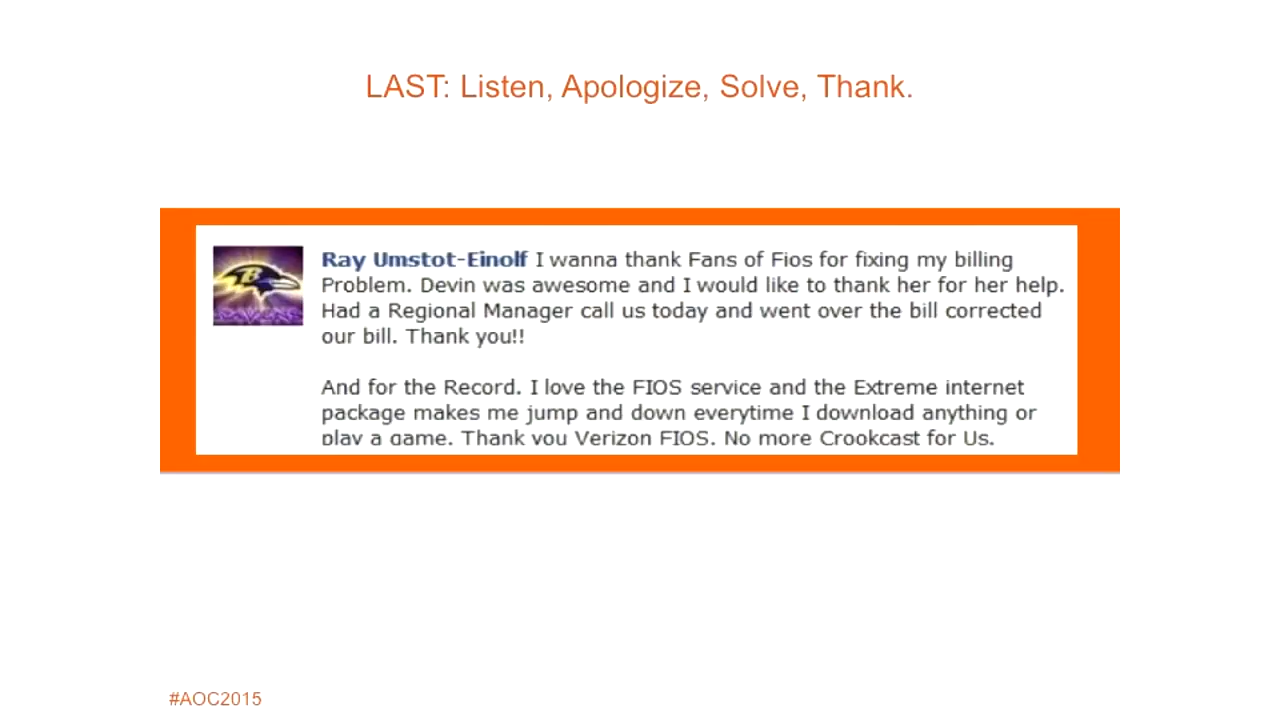 LAST: Listen, Apologize, Solve, Thank.
RAVENS
Ray Umstot-Einolf I wanna thank Fans of Fios for fixing my billing
Problem. Devin was awesome and I would like to thank her for her help.
Had a Regional Manager call us today and went over the bill corrected
our bill. Thank you!!
And for the Record. I love the FIOS service and the Extreme internet
package makes me jump and down everytime I download anything or
play a game. Thank you Verizon FIOS. No more Crookcast for Us.
#AOC2015